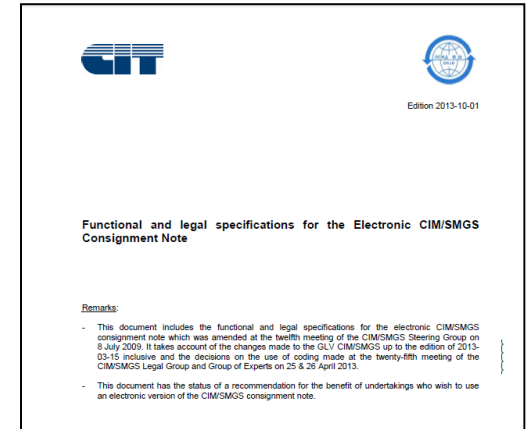 CIT
Edition 2013-10-01
Functional and legal specifications for the Electronic CIM/SMGS
Consignment Note
Remarks:
- This document includes the functional and legal specifications for the electronic CIM/SMGS
consignment note which was amended at the twelfth meeting of the CIM/SMGS Steering Group on
8 July 2009. It takes account of the changes made to the GLV CIM/SMGS up to the edition of 2013-
03-15 inclusive and the decisions on the use of coding made at the twenty-fifth meeting of the
CIM/SMGS Legal Group and Group of Experts on 25 & 26 April 2013.
- This document has the status of a recommendation for the benefit of undertakings who wish to use
an electronic version of the CIM/SMGS consignment note.